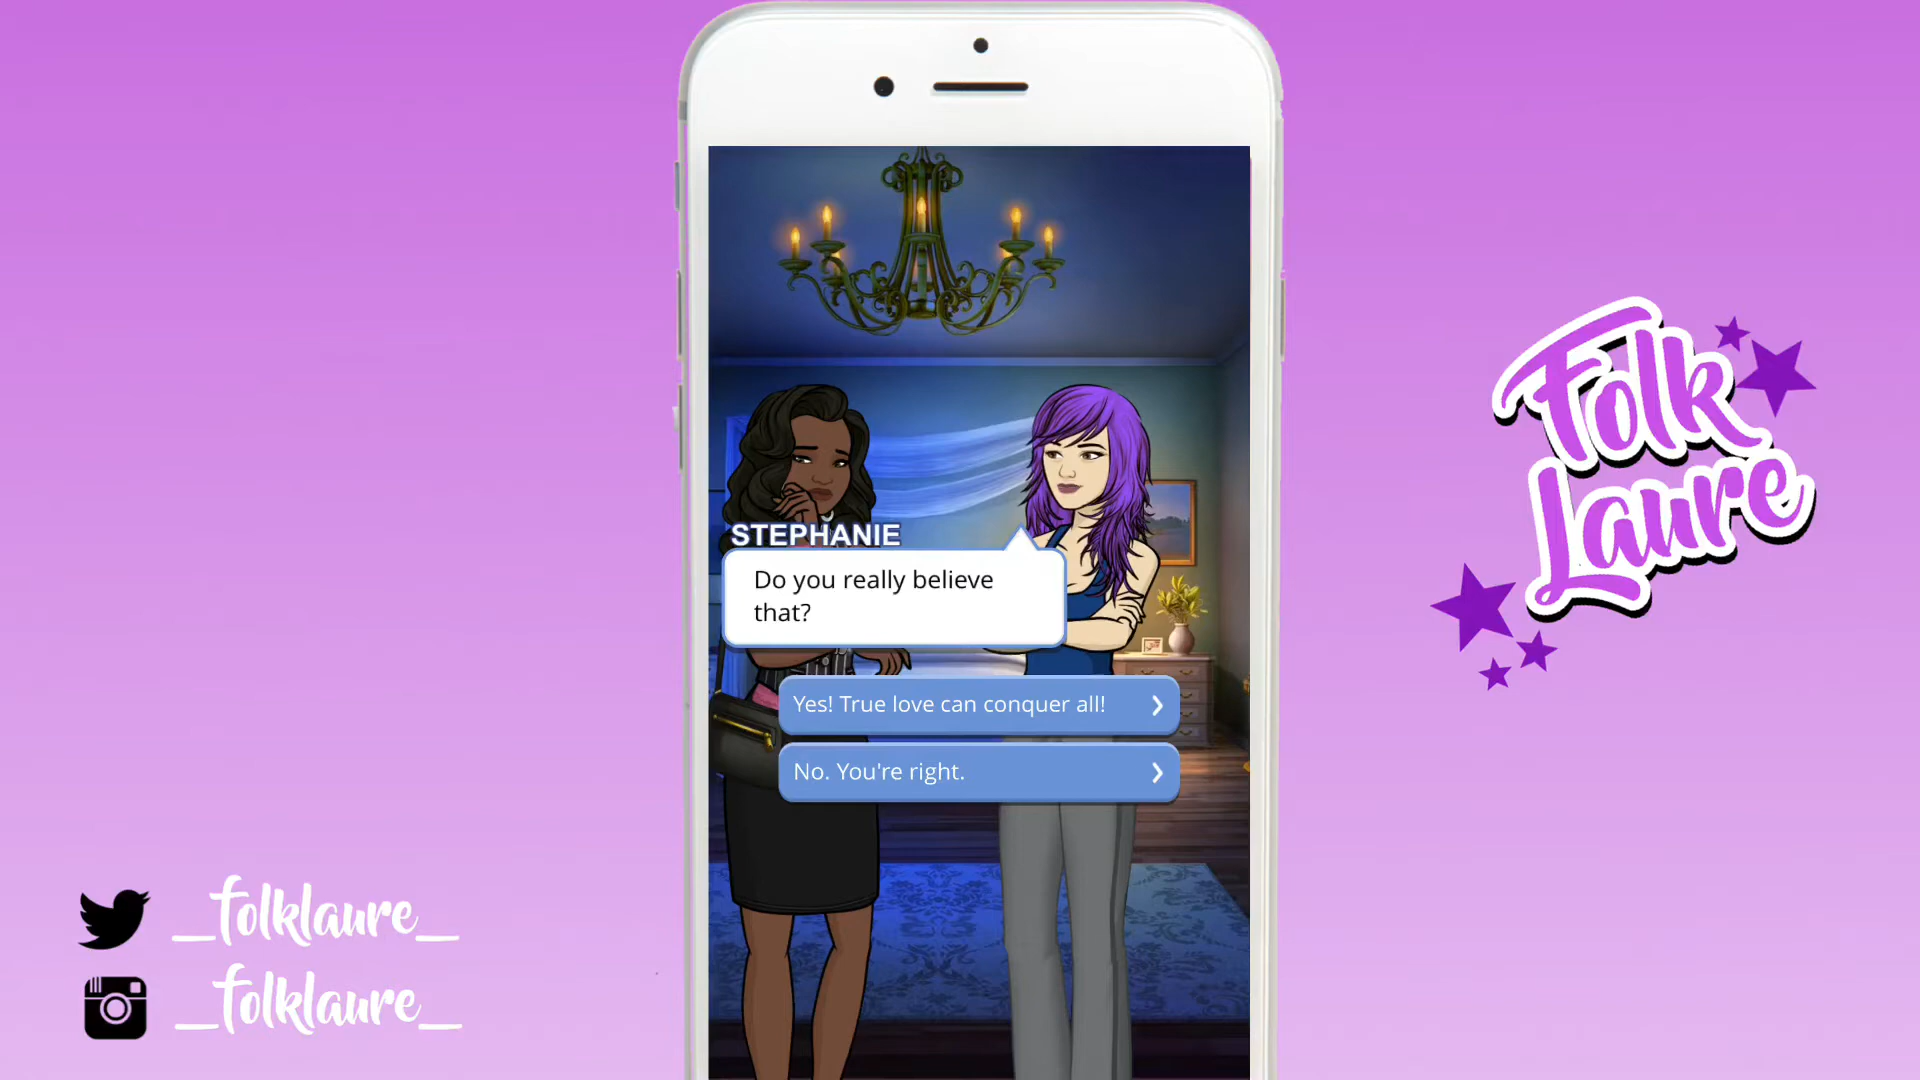 STEPHANIE
Do you really believe
that?
Yes! True love can conquer all!
No. You're right.
Folk
Laure
_folklaure_
_folklaure_